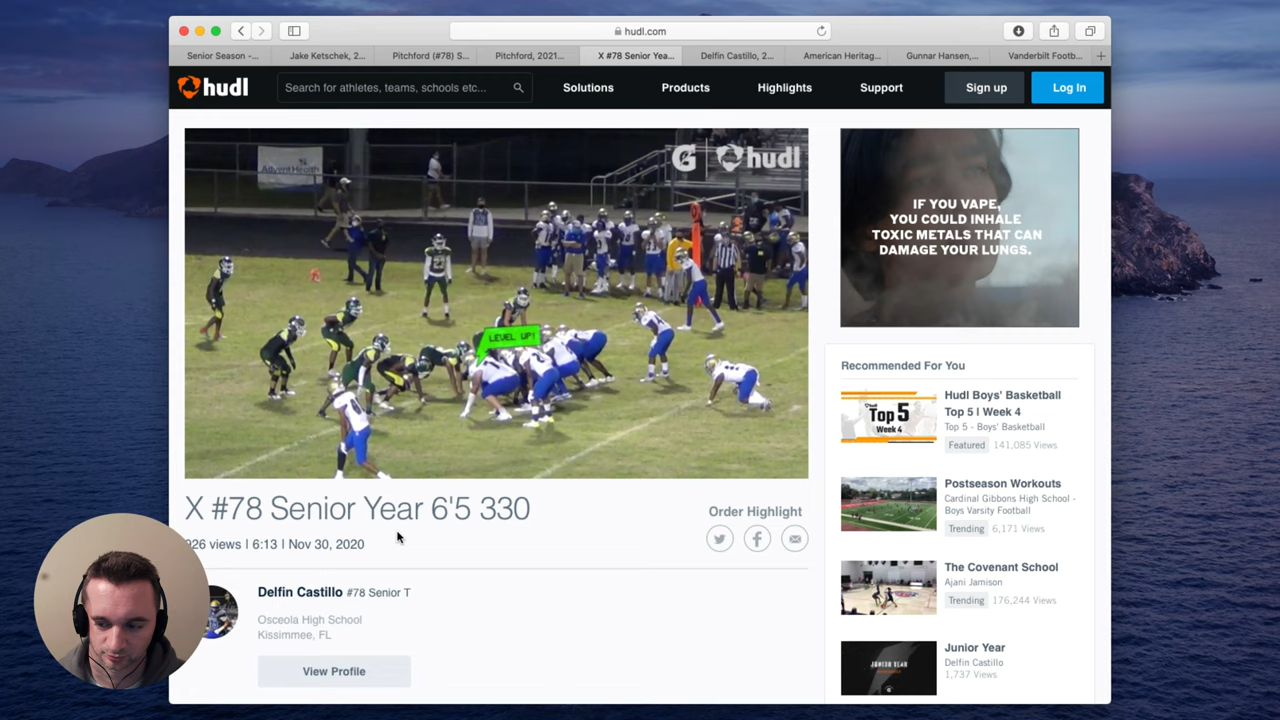 hudl.com
Senior Season -...
Jake Ketschek, 2...
Pitchford (#78) S...
Pitchford, 2021...
X #78 Senior Yea...
Delfin Castillo, 2...
American Heritag...
Gunnar Hansen,...
Vanderbilt Footb...
hudl
Search for athletes, teams, schools etc...
Solutions
Products
Highlights
Support
Sign up
Log In
AdventHealth
G hudl
23
LEVEL UP!
IF YOU VAPE,
YOU COULD INHALE
TOXIC METALS THAT CAN
DAMAGE YOUR LUNGS.
X #78 Senior Year 6'5 330
926 views | 6:13 | Nov 30, 2020
Order Highlight
Delfin Castillo #78 Senior T
Osceola High School
Kissimmee, FL
View Profile
Recommended For You
Top 5
Week 4
Hudl Boys' Basketball
Top 5 | Week 4
Top 5 - Boys' Basketball
Featured 141,085 Views
Postseason Workouts
Cardinal Gibbons High School -
Boys Varsity Football
Trending 6,171 Views
The Covenant School
Ajani Jamison
Trending 176,244 Views
JUNIOR YEAR
Junior Year
Delfin Castillo
1,737 Views